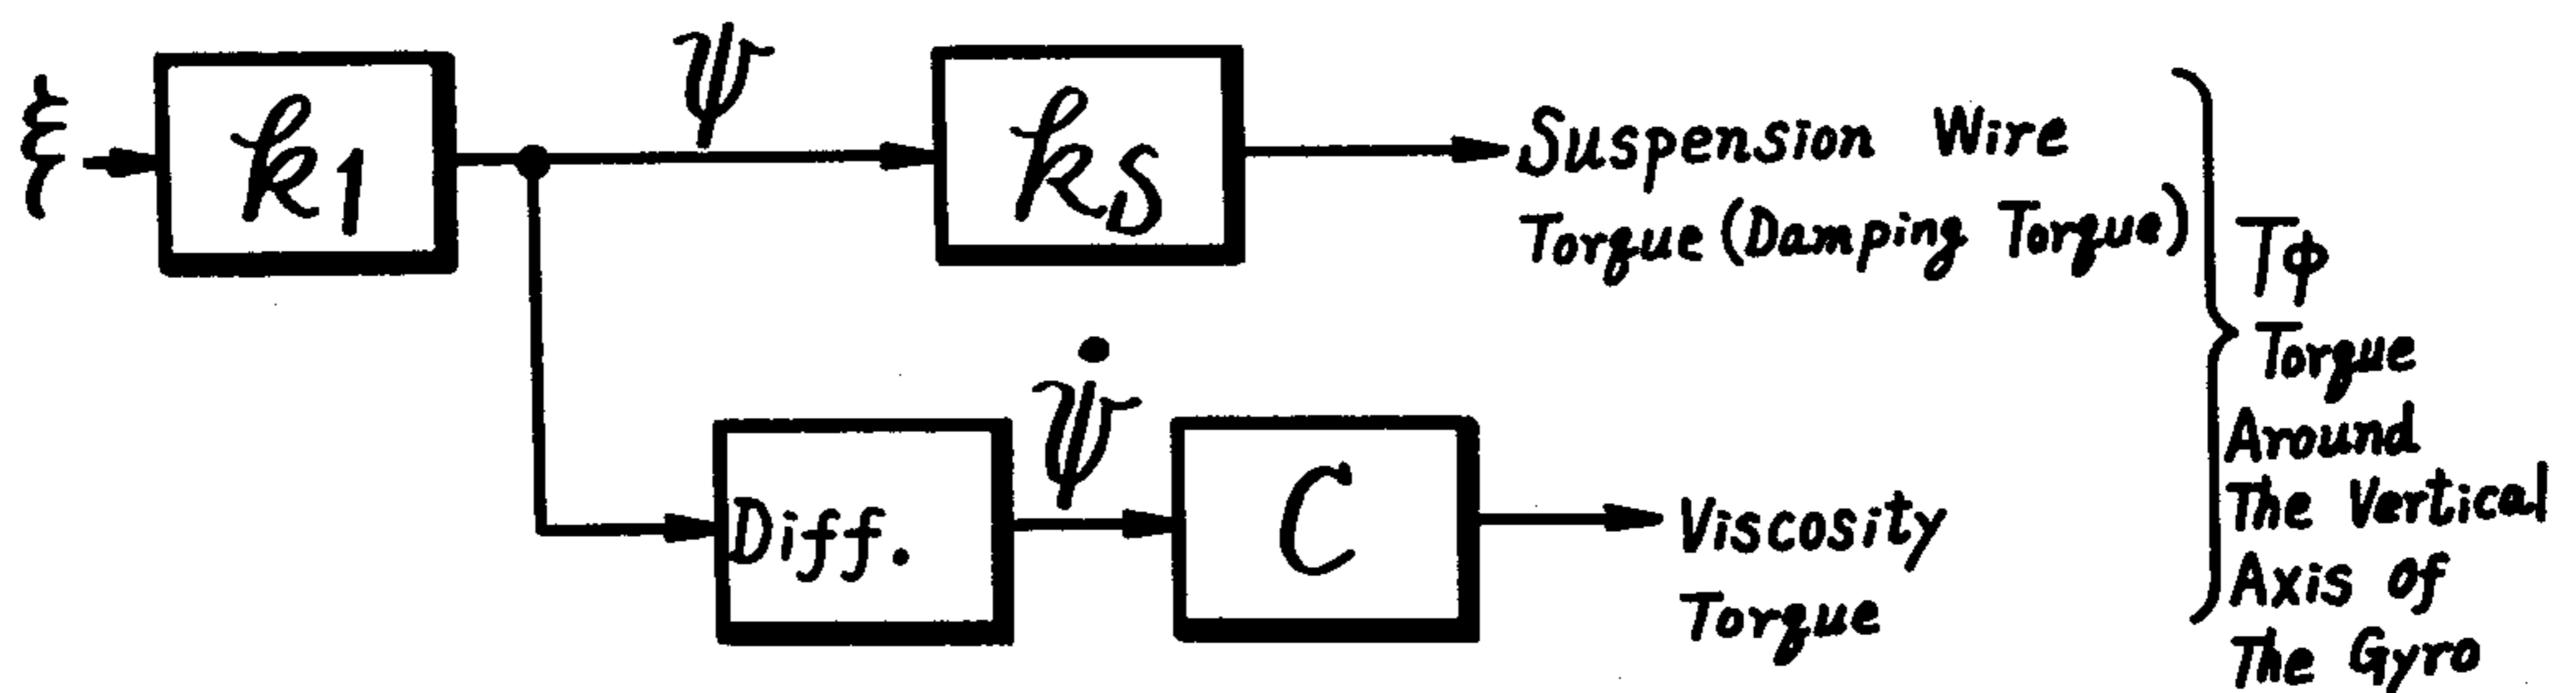 ξ
k1
ψ
kS
Suspension Wire
Torque (Damping Torque)
Diff.
ψ̇
C
Viscosity
Torque
Tϕ
Torque
Around
The Vertical
Axis of
The Gyro